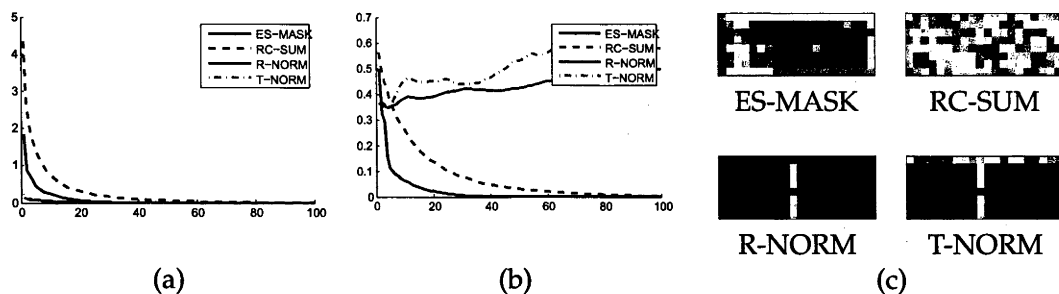 5
4
3
2
1
0
0
20
40
60
80
100
ES-MASK
RC-SUM
R-NORM
T-NORM
(a)
0.7
0.6
0.5
0.4
0.3
0.2
0.1
0
0
20
40
60
80
100
ES-MASK
RC-SUM
R-NORM
T-NORM
(b)
ES-MASK
RC-SUM
R-NORM
T-NORM
(c)